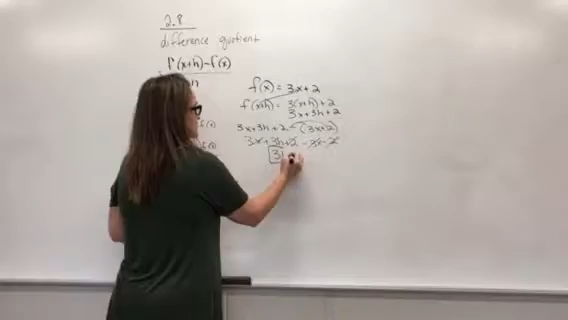 2.8
difference quotient
f(x+h)-f(x)
h
f(x) = 3x+2
f(x+h) = 3(x+h)+2
3x+3h+2
3x+3h+2-(3x+2)
3x+3h+2-3x-2
3h